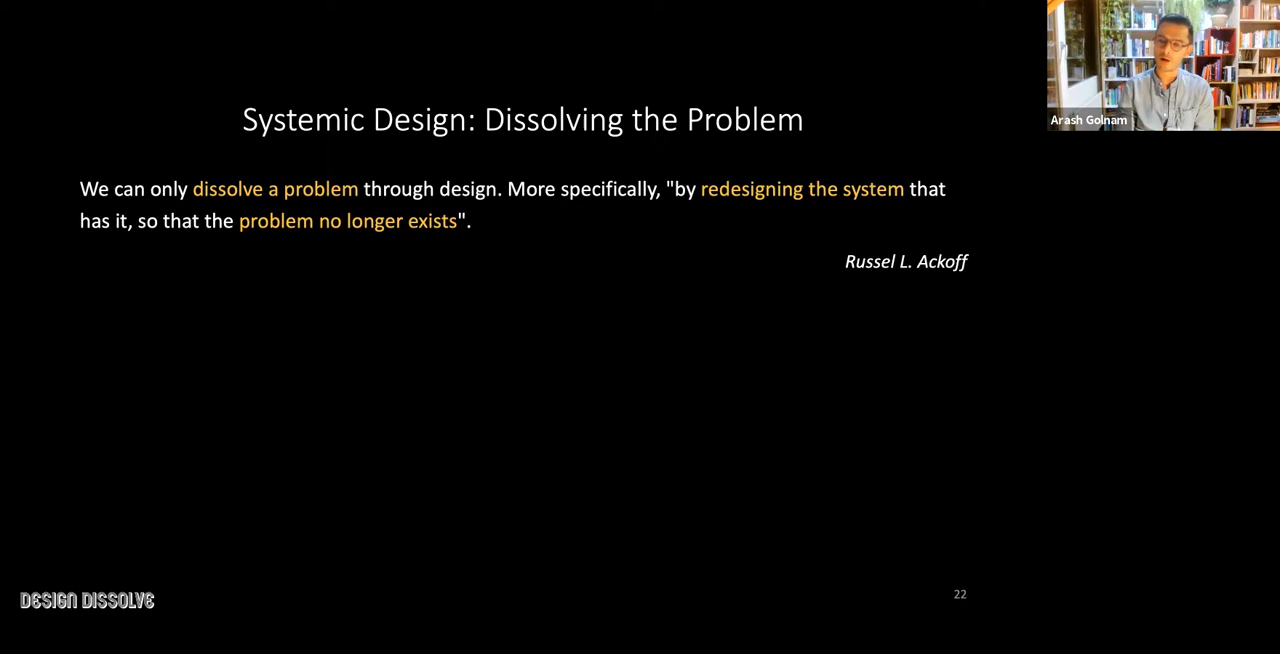 Systemic Design: Dissolving the Problem
We can only dissolve a problem through design. More specifically, "by redesigning the system that
has it, so that the problem no longer exists".
Russel L. Ackoff
DESIGN DISSOLVE
22
Arash Golnam